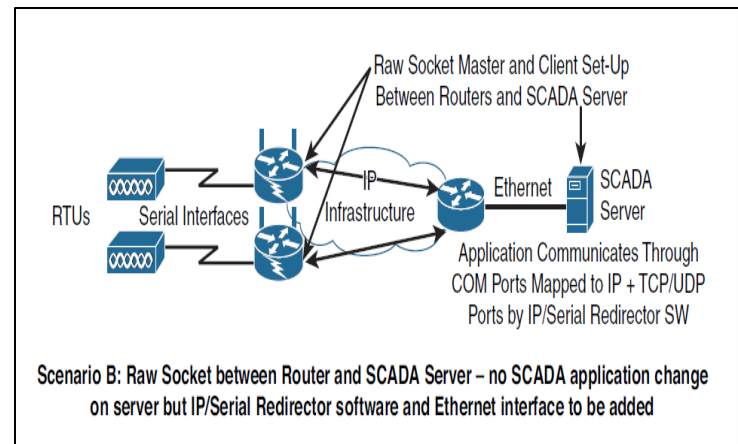 Raw Socket Master and Client Set-Up
Between Routers and SCADA Server
IP
Infrastructure
Ethernet
SCADA
Server
RTUs
Serial Interfaces
Application Communicates Through
COM Ports Mapped to IP + TCP/UDP
Ports by IP/Serial Redirector SW
Scenario B: Raw Socket between Router and SCADA Server – no SCADA application change
on server but IP/Serial Redirector software and Ethernet interface to be added